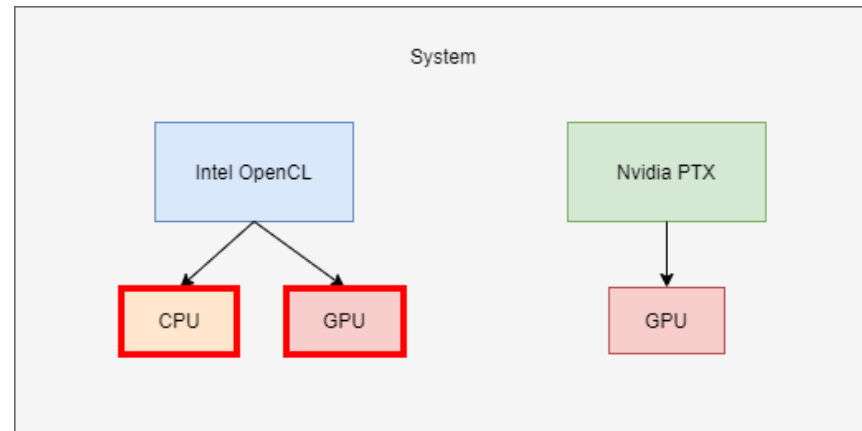 System
Intel OpenCL
Nvidia PTX
CPU
GPU
GPU